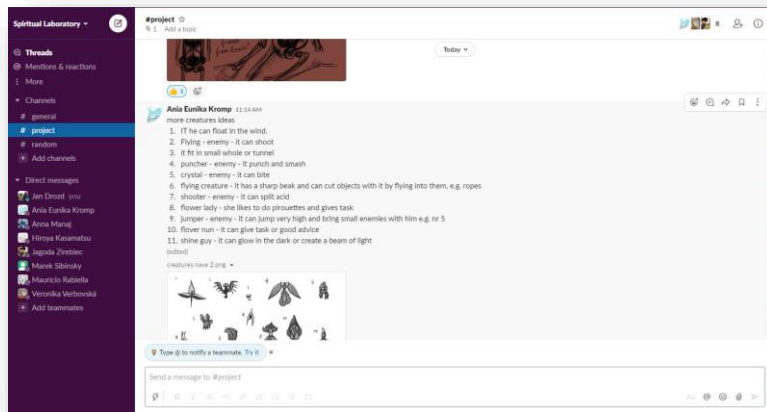 Spiritual Laboratory
Threads
Mentions & reactions
More
Channels
# general
# project
# random
+ Add channels
Direct messages
Jan Drozd you
Ania Eunika Kromp
Anna Manaj
Hiroya Kasamatsu
Jagoda Zirebiec
Marek Sibinsky
Mauricio Rabiella
Veronika Verbovská
+ Add teammates
#project
1 Add a topic
8
from bones!
Today
1
Ania Eunika Kromp 11:54 AM
more creatures ideas
1. IT he can float in the wind.
2. Flying - enemy - it can shoot
3. it fit in small whole or tunnel
4. puncher - enemy - it punch and smash
5. crystal - enemy - it can bite
6. flying creature - it has a sharp beak and can cut objects with it by flying into them, e.g. ropes
7. shooter - enemy - it can split acid
8. flower lady - she likes to do pirouettes and gives task
9. jumper - enemy - it can jump very high and bring small enemies with him e.g. nr 5
10. flover nun - it can give task or good advice
11. shine guy - it can glow in the dark or create a beam of light
(edited)
creatures nave 2.png
Type @ to notify a teammate. Try it
Send a message to #project